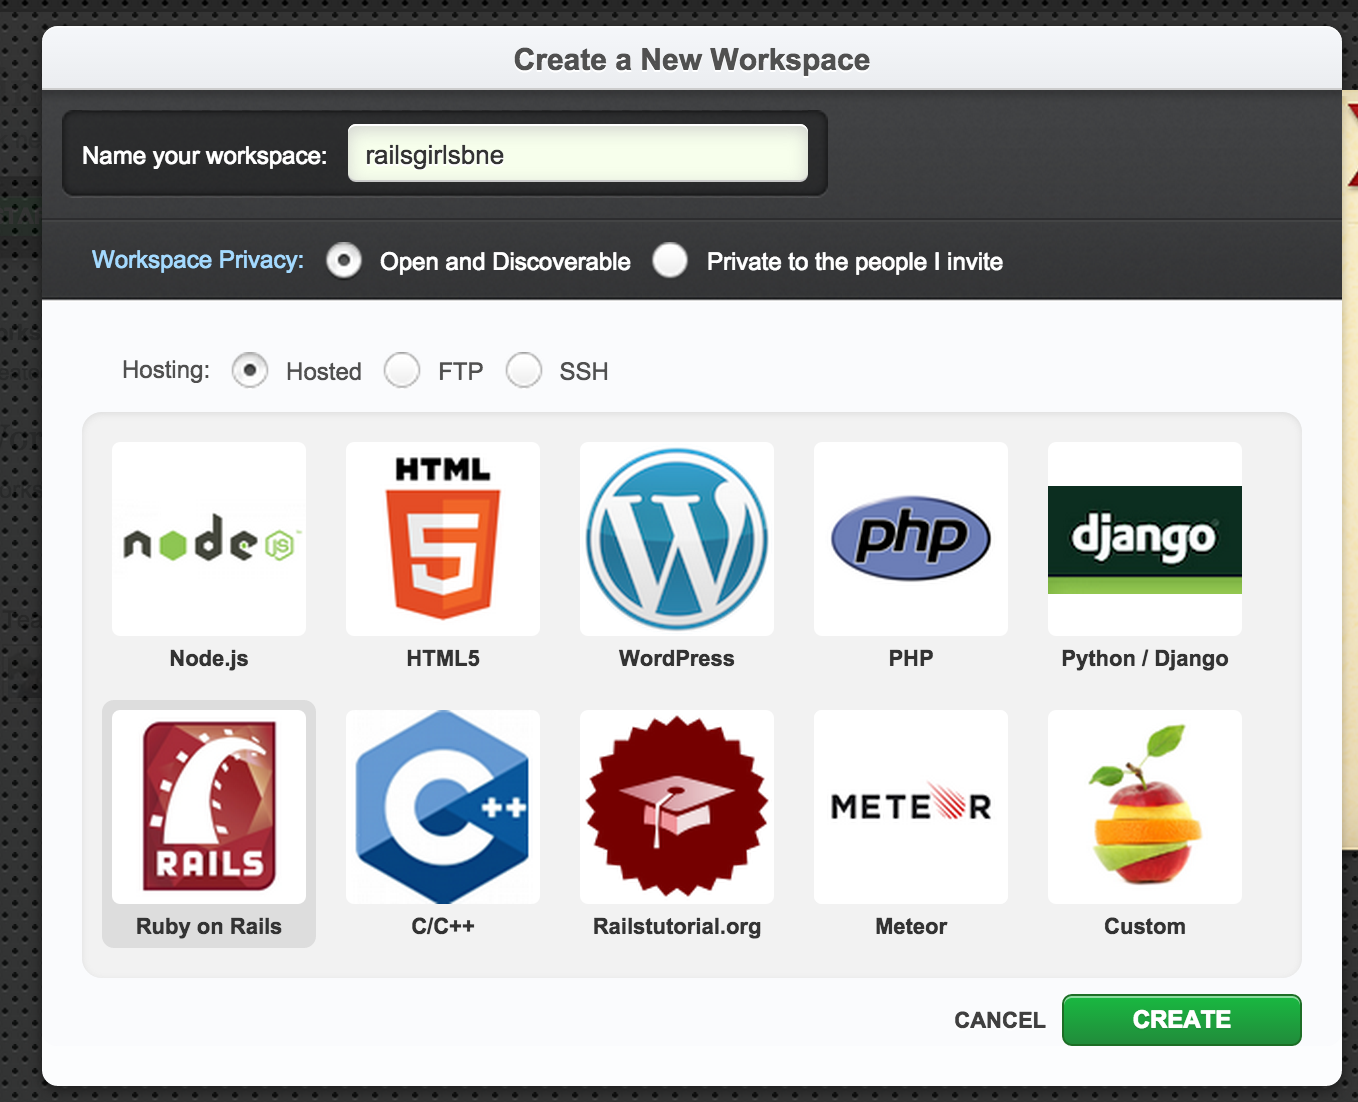 Create a New Workspace
Name your workspace: railsgirlsbne
Workspace Privacy: Open and Discoverable Private to the people I invite
Hosting: Hosted FTP SSH
node JS™
HTML
5
W
php
django
Node.js HTML5 WordPress PHP Python / Django
RAILS
C++
METEOR
Ruby on Rails C/C++ Railstutorial.org Meteor Custom
CANCEL CREATE